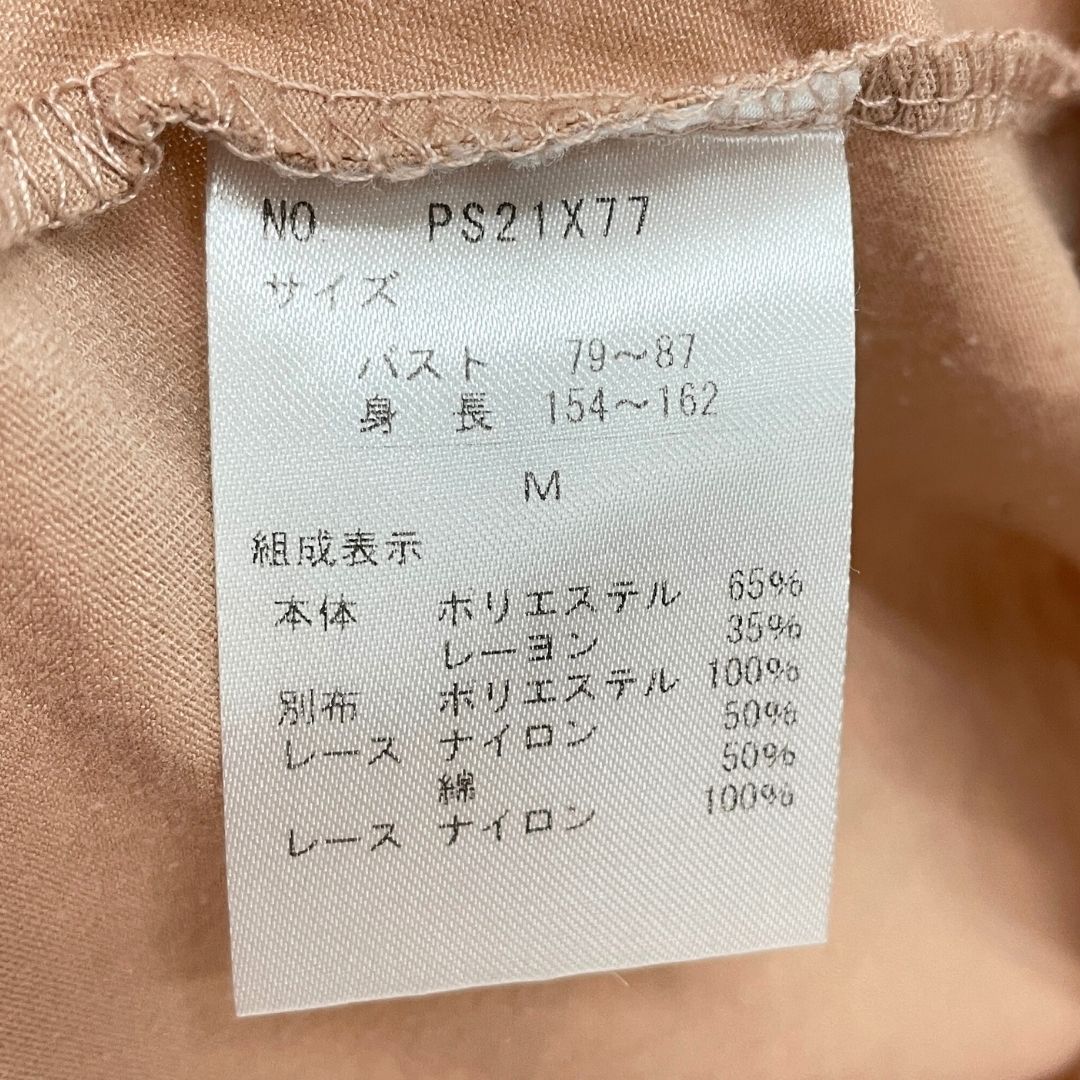 NO. PS21X77
サイズ
バスト 79～87
身長 154～162
M
組成表示
本体 ポリエステル 65%
レーヨン 35%
別布 ポリエステル 100%
レース ナイロン 50%
綿 50%
レース ナイロン 100%